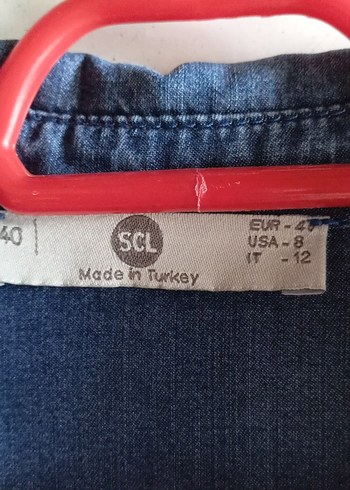 40
SCL
Made in Turkey
EUR -
USA - 8
IT - 12